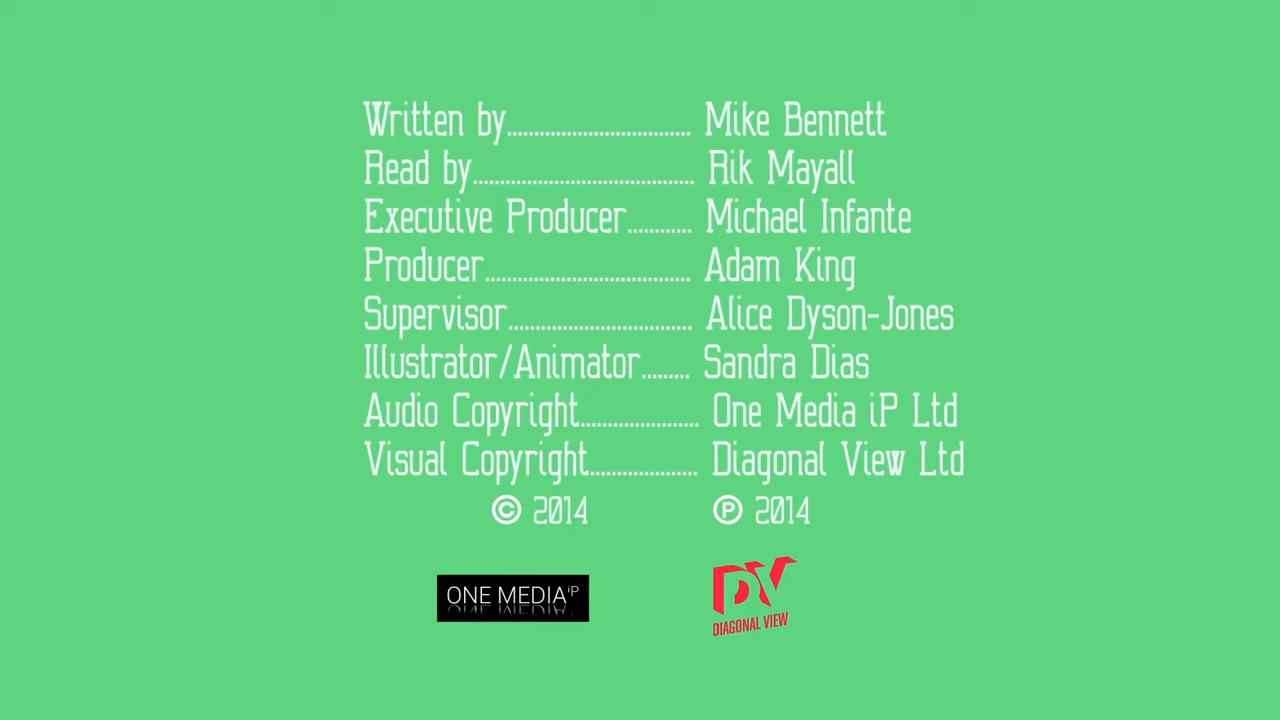 Written by................................. Mike Bennett
Read by........................................ Rik Mayall
Executive Producer............ Michael Infante
Producer..................................... Adam King
Supervisor................................. Alice Dyson-Jones
Illustrator/Animator......... Sandra Dias
Audio Copyright...................... One Media iP Ltd
Visual Copyright.................... Diagonal View Ltd
© 2014 ℗ 2014
ONE MEDIA iP
DV
DIAGONAL VIEW